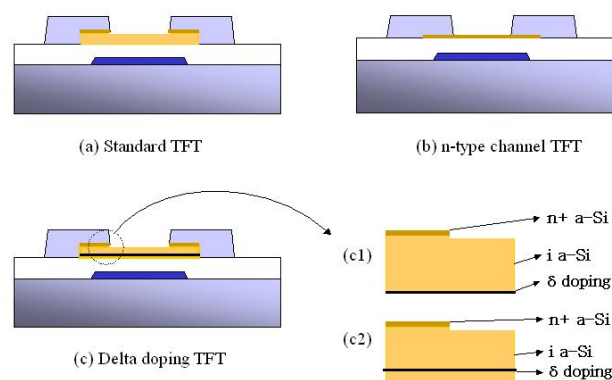 (a) Standard TFT
(b) n-type channel TFT
(c) Delta doping TFT
(c1)
n+ a-Si
i a-Si
δ doping
(c2)
n+ a-Si
i a-Si
δ doping